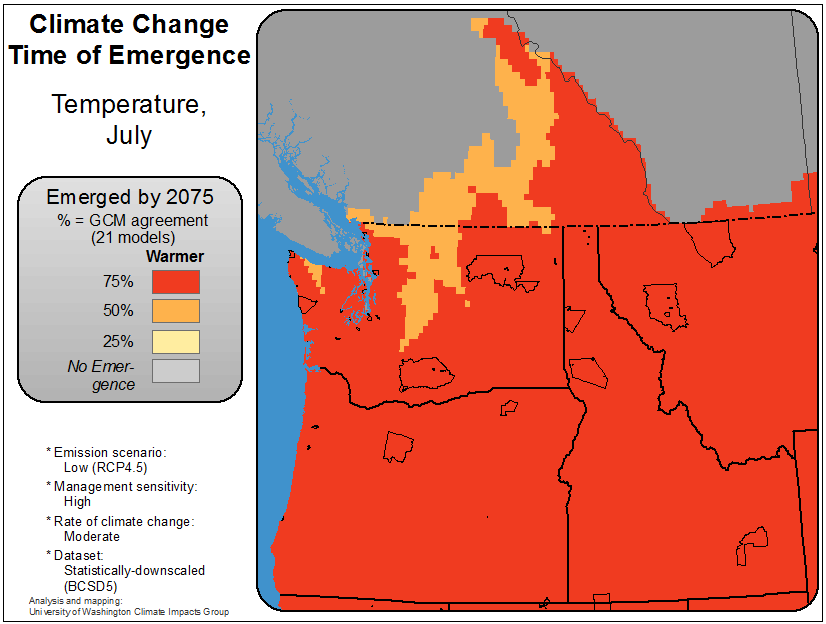 Climate Change
Time of Emergence
Temperature,
July
Emerged by 2075
% = GCM agreement
(21 models)
Warmer
75%
50%
25%
No Emer-
gence
* Emission scenario:
Low (RCP4.5)
* Management sensitivity:
High
* Rate of climate change:
Moderate
* Dataset:
Statistically-downscaled
(BCSD5)
Analysis and mapping:
University of Washington Climate Impacts Group